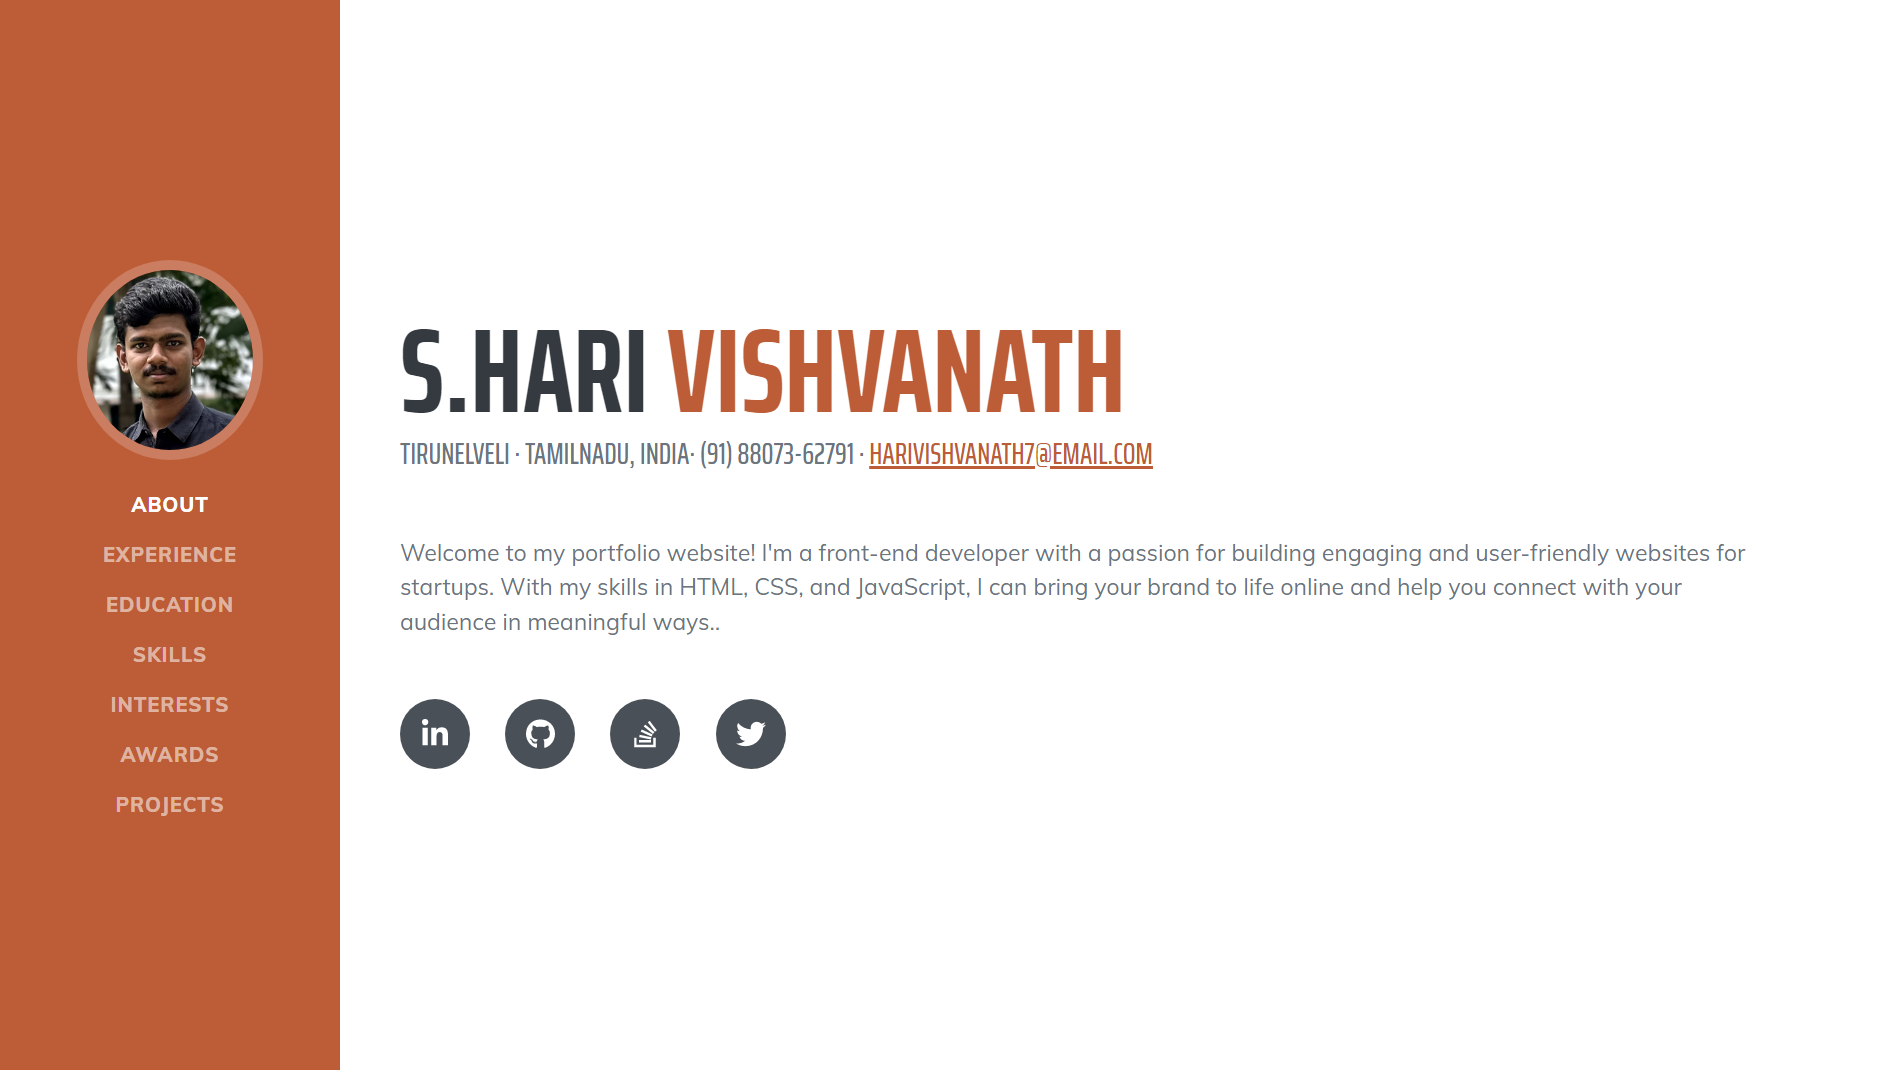 ABOUT
EXPERIENCE
EDUCATION
SKILLS
INTERESTS
AWARDS
PROJECTS
S.HARI VISHVANATH
TIRUNELVELI · TAMILNADU, INDIA· (91) 88073-62791 · HARIVISHVANATH7@EMAIL.COM
Welcome to my portfolio website! I'm a front-end developer with a passion for building engaging and user-friendly websites for
startups. With my skills in HTML, CSS, and JavaScript, I can bring your brand to life online and help you connect with your
audience in meaningful ways..
in